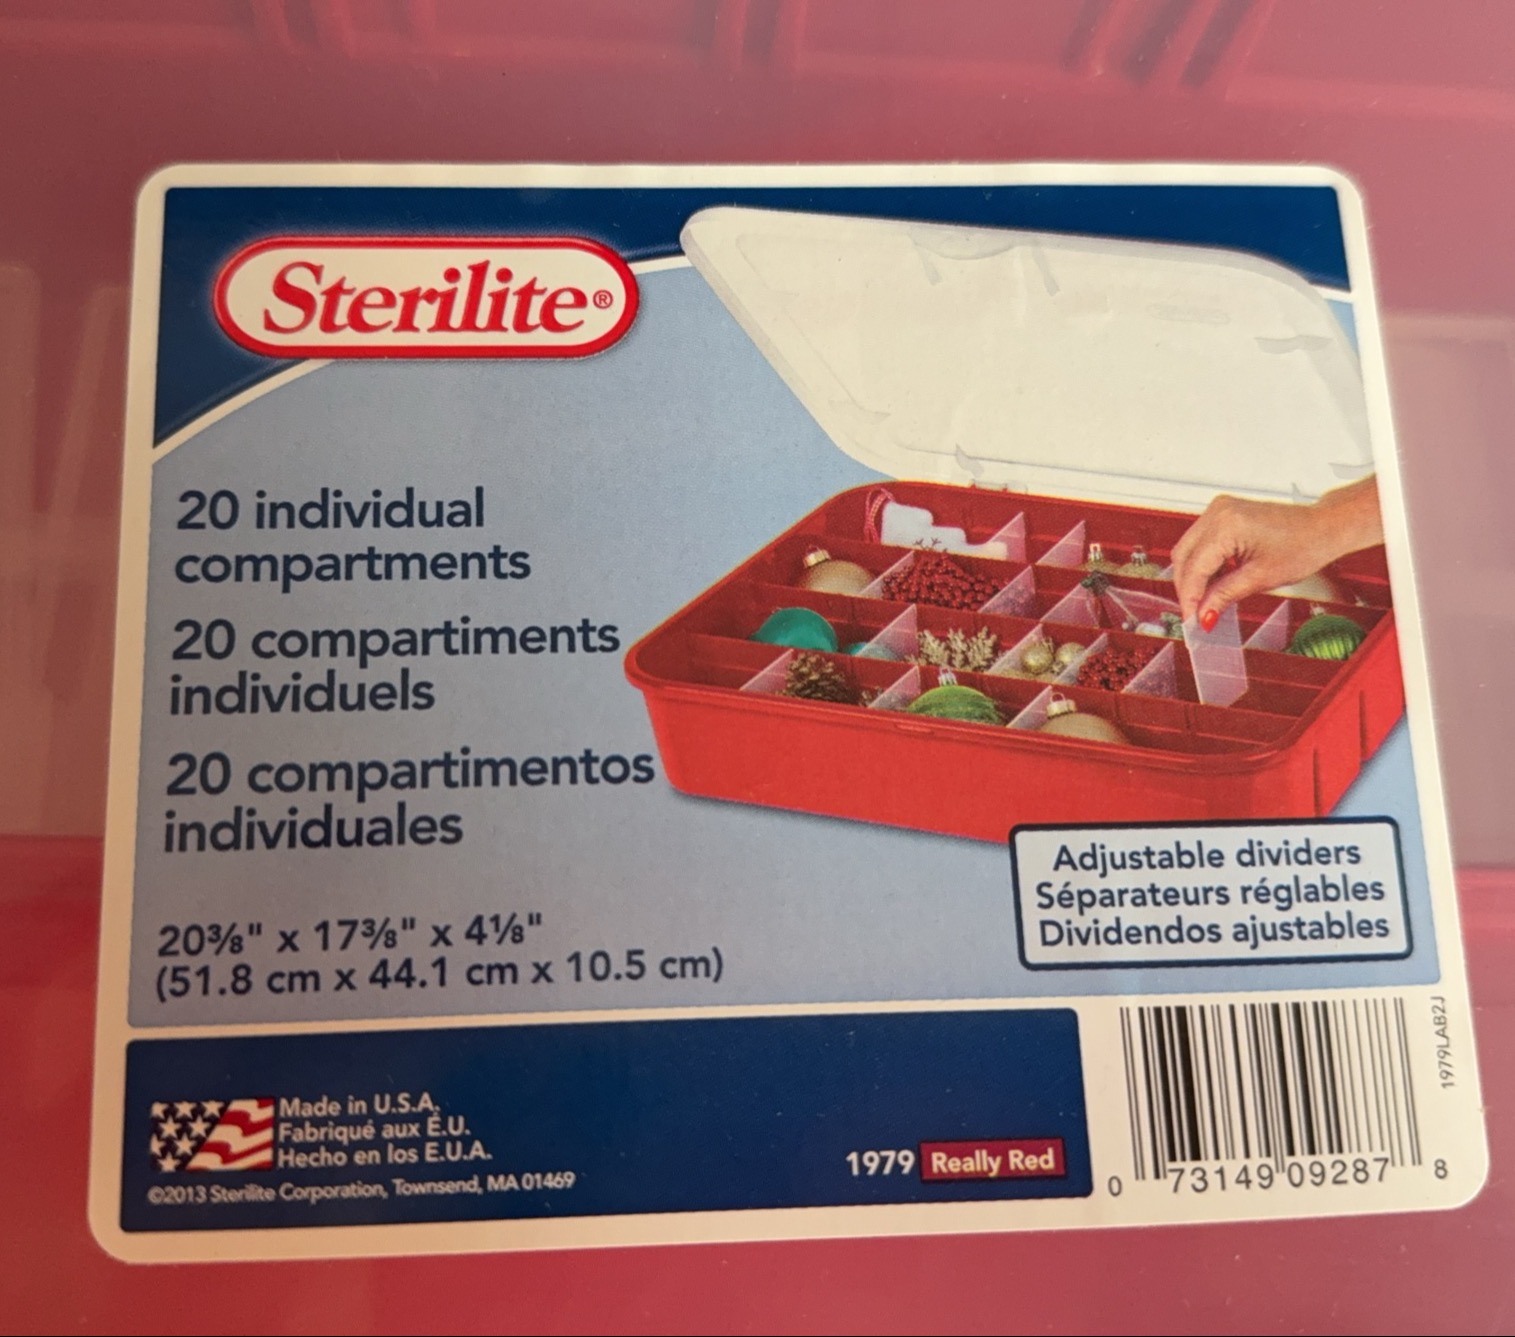 Sterilite®
20 individual
compartments
20 compartiments
individuels
20 compartimentos
individuales
20⅜" x 17⅜" x 4⅛"
(51.8 cm x 44.1 cm x 10.5 cm)
Adjustable dividers
Séparateurs réglables
Dividendos ajustables
Made in U.S.A.
Fabriqué aux É.U.
Hecho en los E.U.A.
©2013 Sterilite Corporation, Townsend, MA 01469
1979 Really Red
0 73149 09287 8
1979LAB2J